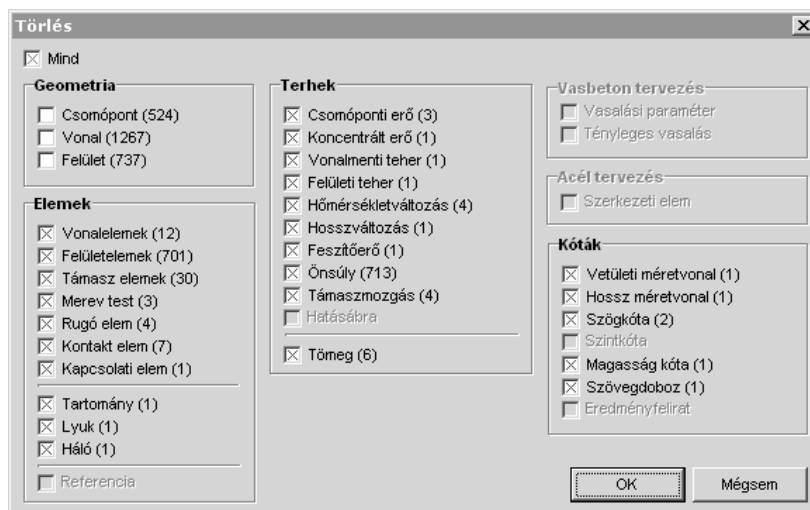 Törlés
Mind
Geometria
Csomópont (524)
Vonal (1267)
Felület (737)
Elemek
Vonalelemek (12)
Felületelemek (701)
Támasz elemek (30)
Merev test (3)
Rugó elem (4)
Kontakt elem (7)
Kapcsolati elem (1)
Tartomány (1)
Lyuk (1)
Háló (1)
Referencia
Terhek
Csomóponti erő (3)
Koncentrált erő (1)
Vonalmenti teher (1)
Felületi teher (1)
Hőmérsékletváltozás (4)
Hosszváltozás (1)
Feszítőerő (1)
Önsúly (713)
Támaszmozgás (4)
Hatásábra
Tömeg (6)
Vasbeton tervezés
Vasalási paraméter
Tényleges vasalás
Acél tervezés
Szerkezeti elem
Kóták
Vetületi méretvonal (1)
Hossz méretvonal (1)
Szögkóta (2)
Szintkóta
Magasság kóta (1)
Szövegdoboz (1)
Eredményfelirat
OK
Mégsem